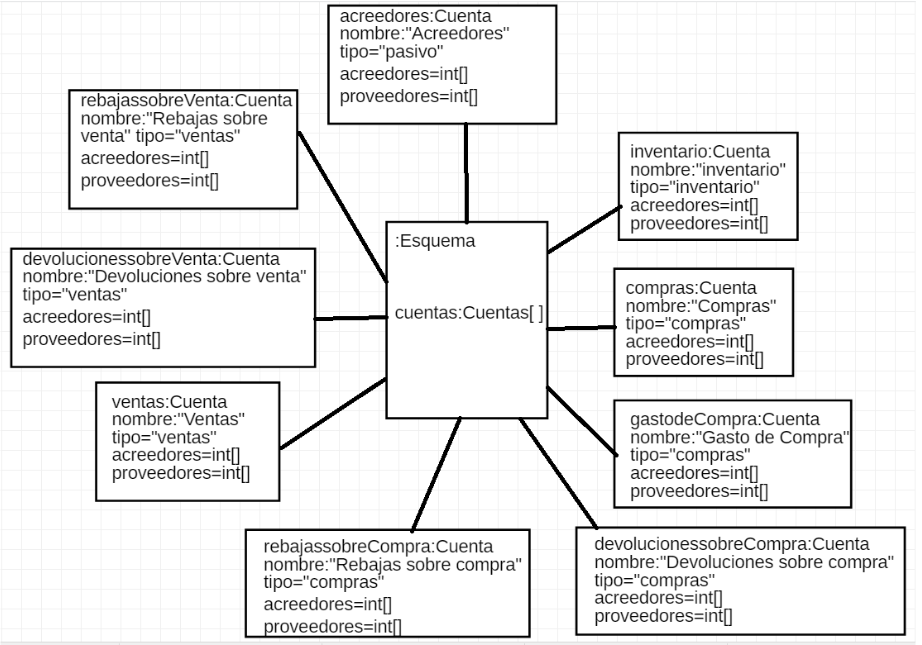 acreedores:Cuenta
nombre:"Acreedores"
tipo="pasivo"
acreedores=int[]
proveedores=int[]
rebajassobreVenta:Cuenta
nombre:"Rebajas sobre
venta" tipo="ventas"
acreedores=int[]
proveedores=int[]
inventario:Cuenta
nombre:"inventario"
tipo="inventario"
acreedores=int[]
proveedores=int[]
:Esquema
cuentas:Cuentas[ ]
devolucionessobreVenta:Cuenta
nombre:"Devoluciones sobre venta"
tipo="ventas"
acreedores=int[]
proveedores=int[]
compras:Cuenta
nombre:"Compras"
tipo="compras"
acreedores=int[]
proveedores=int[]
ventas:Cuenta
nombre:"Ventas"
tipo="ventas"
acreedores=int[]
proveedores=int[]
gastodeCompra:Cuenta
nombre:"Gasto de Compra"
tipo="compras"
acreedores=int[]
proveedores=int[]
rebajassobreCompra:Cuenta
nombre:"Rebajas sobre compra"
tipo="compras"
acreedores=int[]
proveedores=int[]
devolucionessobreCompra:Cuenta
nombre:"Devoluciones sobre compra"
tipo="compras"
acreedores=int[]
proveedores=int[]